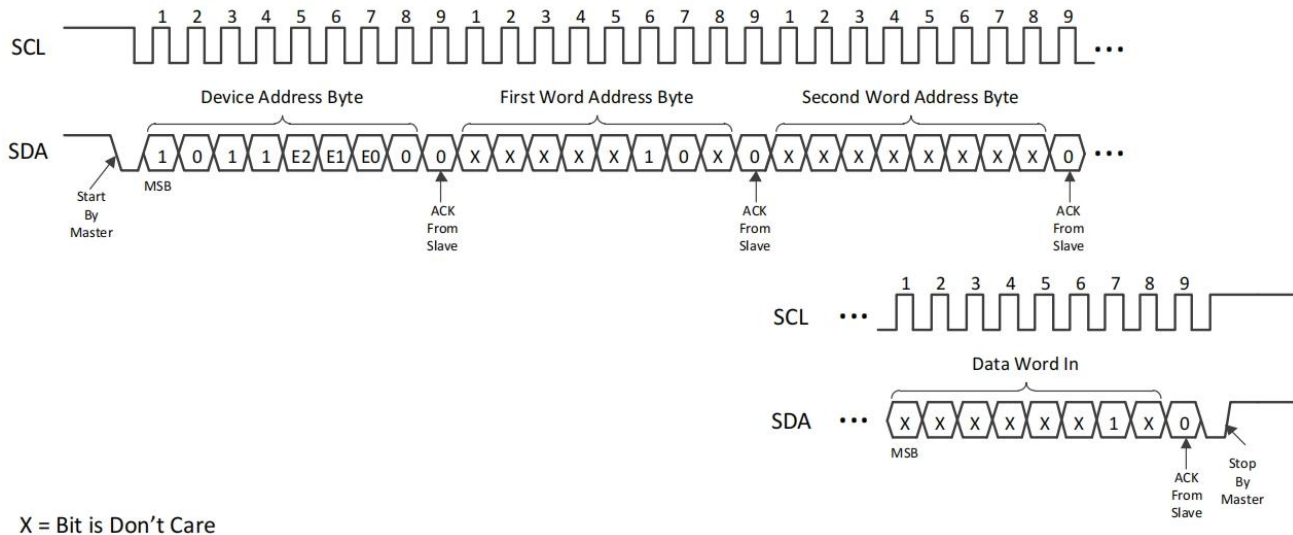 1 2 3 4 5 6 7 8 9 1 2 3 4 5 6 7 8 9 1 2 3 4 5 6 7 8 9
SCL
•••
Device Address Byte First Word Address Byte Second Word Address Byte
SDA
1 0 1 1 E2 E1 E0 0 0 X X X X X 1 0 X 0 X X X X X X X X 0
•••
MSB
Start
By
Master
ACK
From
Slave
ACK
From
Slave
ACK
From
Slave
1 2 3 4 5 6 7 8 9
SCL •••
Data Word In
SDA •••
X X X X X X 1 X 0
MSB
ACK
From
Slave
Stop
By
Master
X = Bit is Don't Care